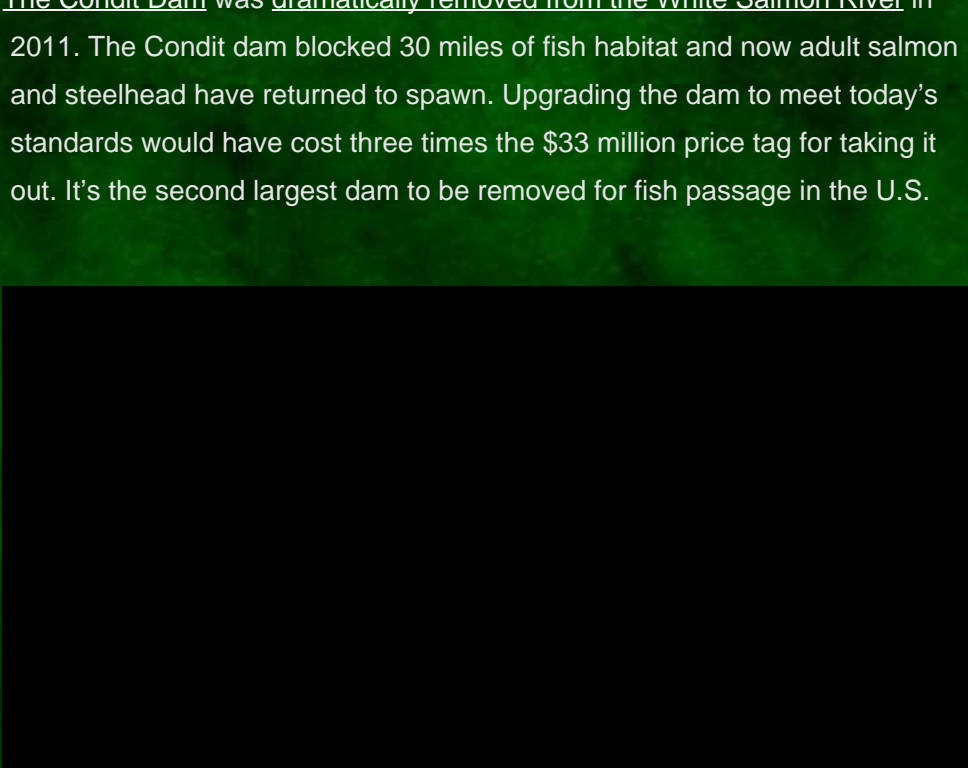 The Condit Dam was dramatically removed from the White Salmon River in
2011. The Condit dam blocked 30 miles of fish habitat and now adult salmon
and steelhead have returned to spawn. Upgrading the dam to meet today’s
standards would have cost three times the $33 million price tag for taking it
out. It’s the second largest dam to be removed for fish passage in the U.S.